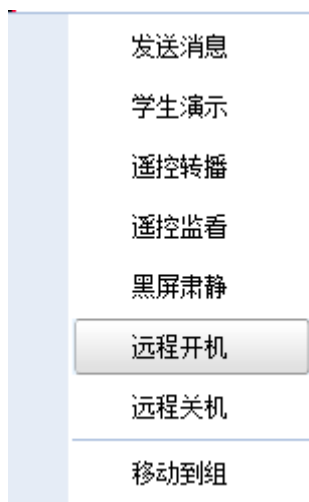 发送消息
学生演示
遥控转播
遥控监看
黑屏肃静
远程开机
远程关机
移动到组